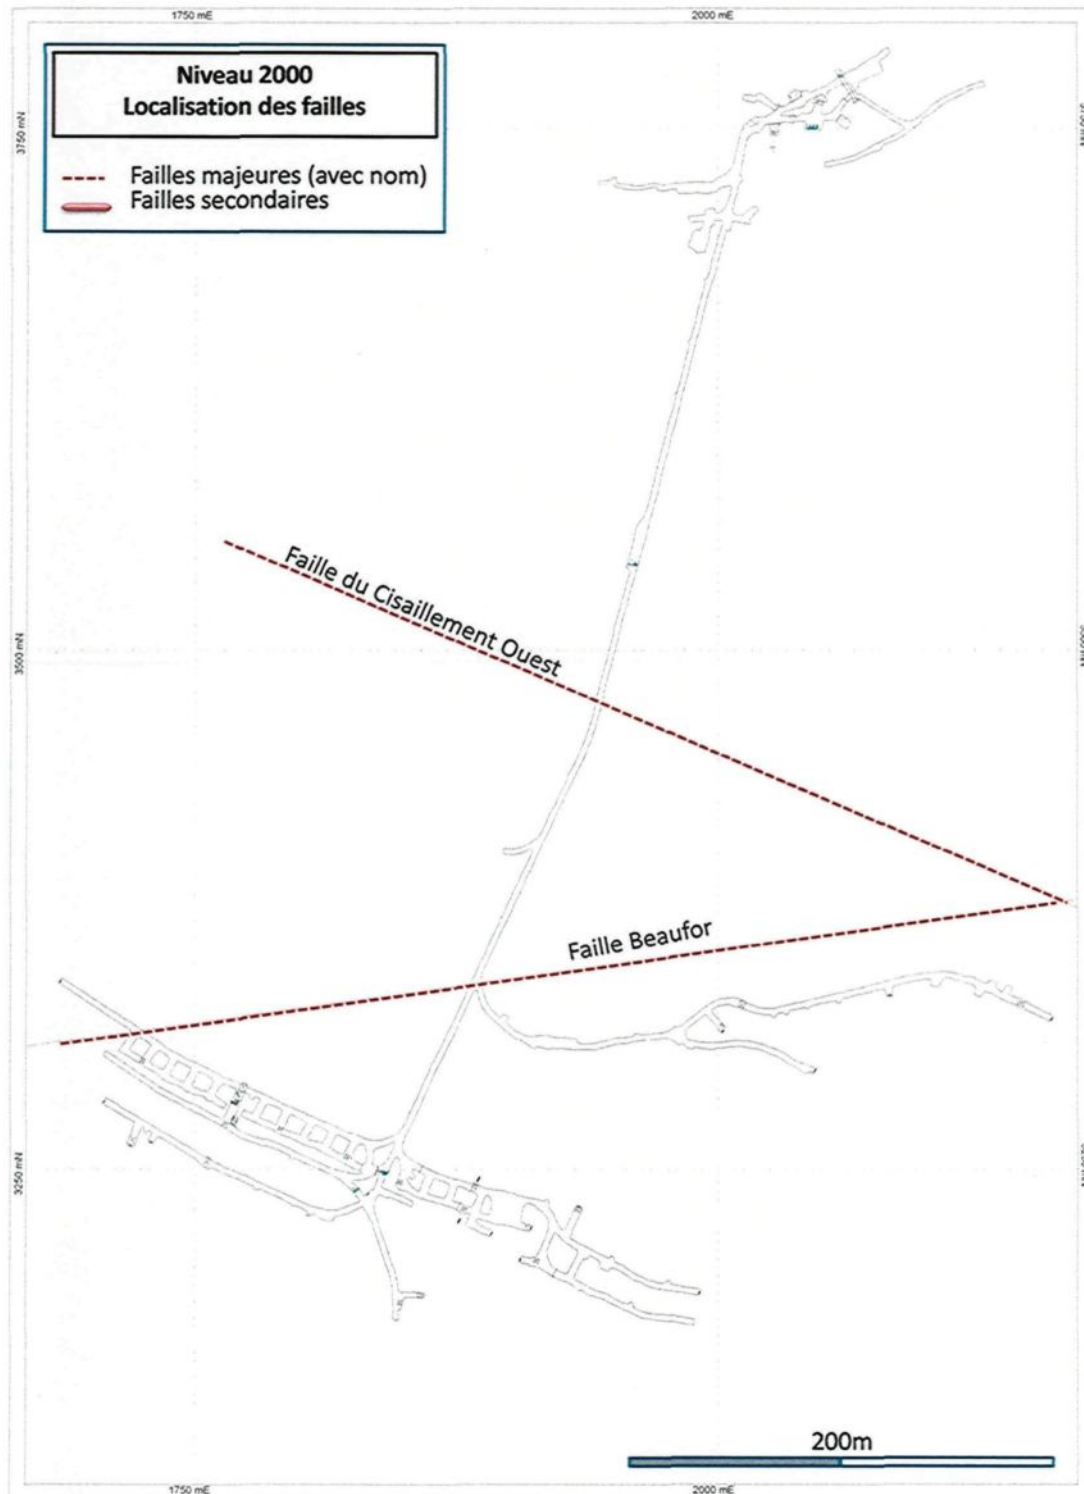 1750 mE
2000 mE
Niveau 2000
Localisation des failles
Failles majeures (avec nom)
Failles secondaires
3750 mN
Faille du Cisaillement Ouest
3500 mN
Faille Beaufor
3250 mN
200m
1750 mE
2000 mE